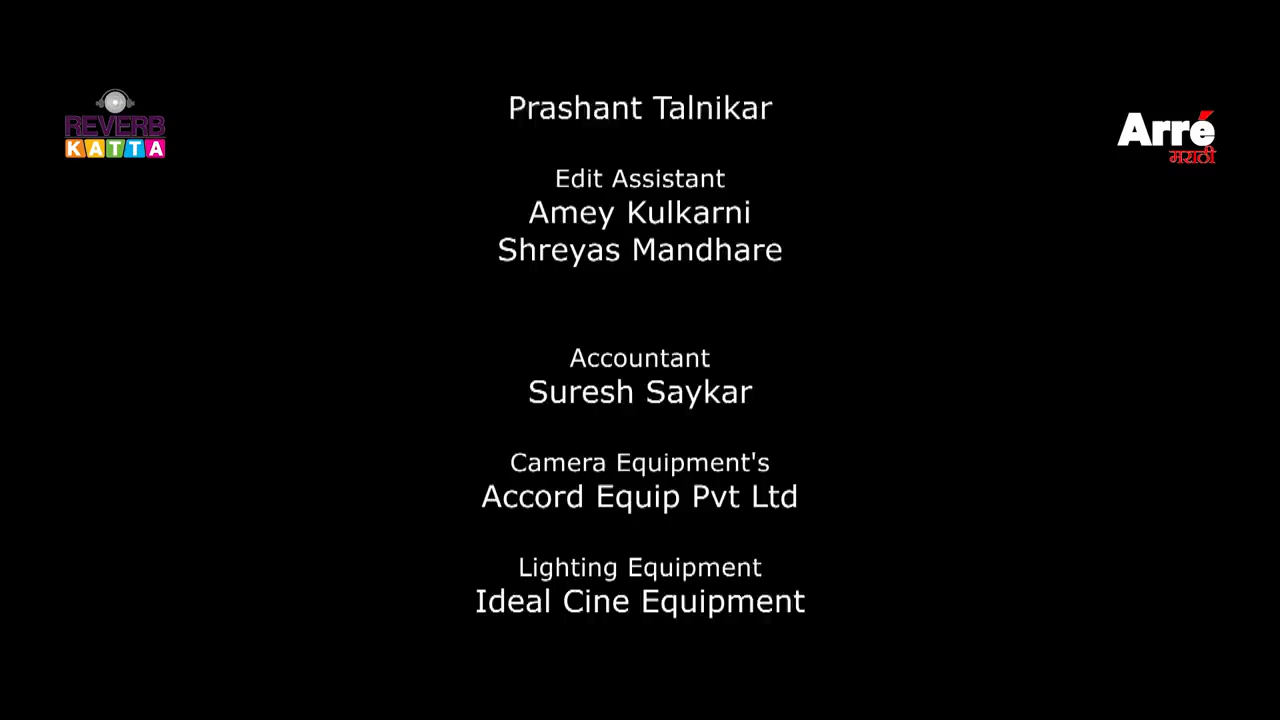 REVERB
KATTA
Arré
मराठी
Prashant Talnikar
Edit Assistant
Amey Kulkarni
Shreyas Mandhare
Accountant
Suresh Saykar
Camera Equipment's
Accord Equip Pvt Ltd
Lighting Equipment
Ideal Cine Equipment